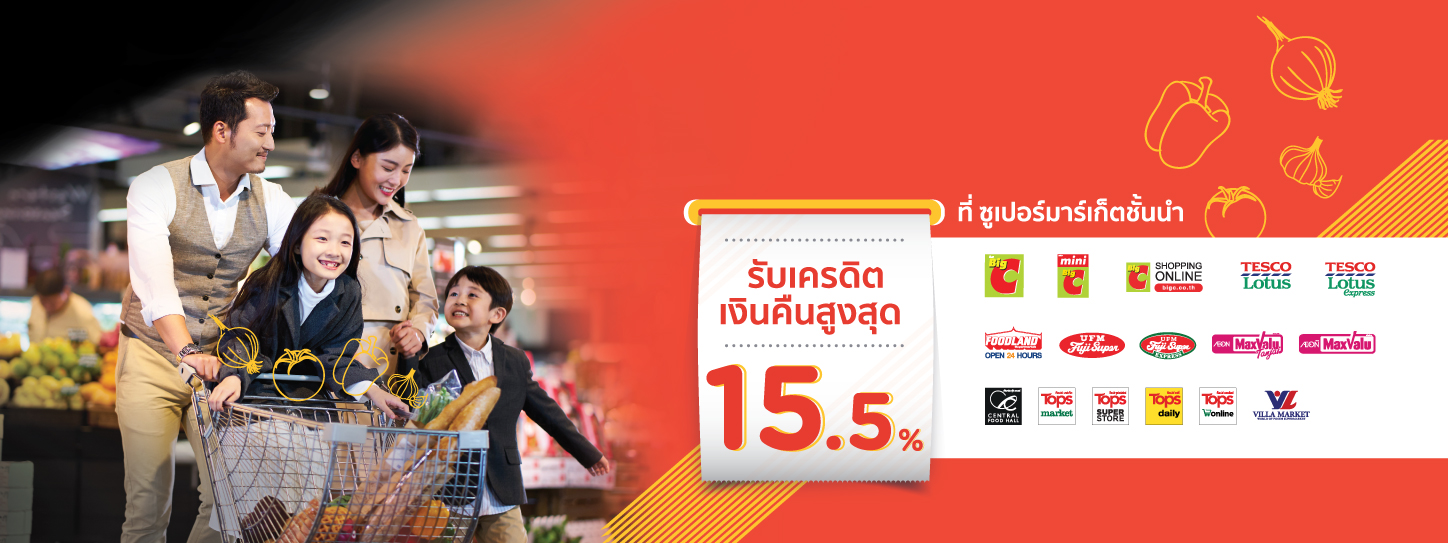 ที่ ซูเปอร์มาร์เก็ตชั้นนำ
รับเครดิต
เงินคืนสูงสุด
15.5%
Big C
mini Big C
Big C SHOPPING ONLINE
bigc.co.th
TESCO Lotus
TESCO Lotus express
FOODLAND
OPEN 24 HOURS
UFM Fuji Super
UFM Fuji Super EXPRESS
AEON MaxValu Tanjai
AEON MaxValu
CENTRAL FOOD HALL
Tops market
Tops SUPER STORE
Tops daily
Tops online
VILLA MARKET